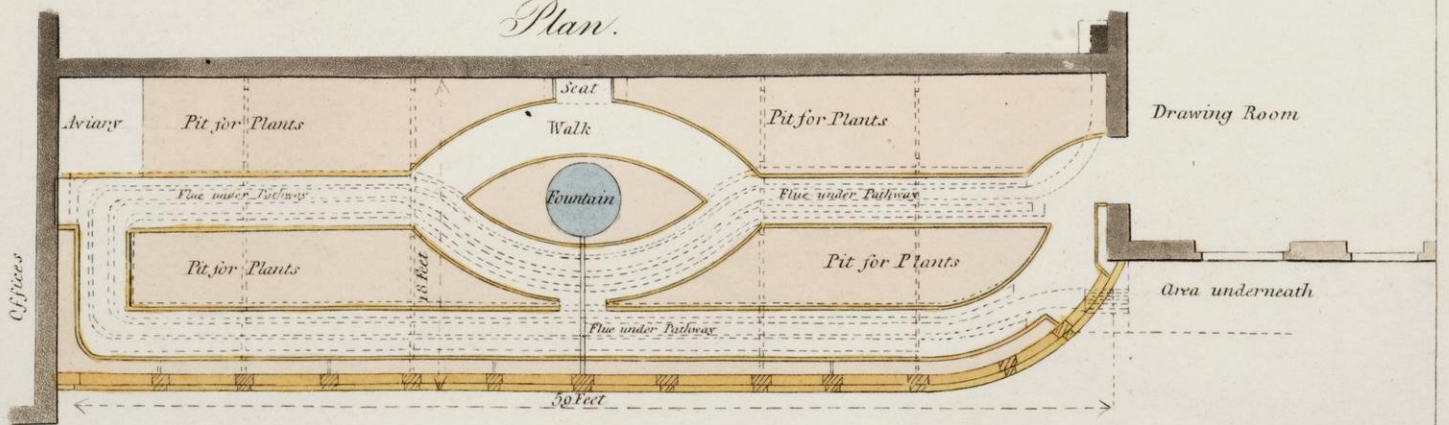 Plan.
Seat
Aviary
Pit for Plants
Walk
Pit for Plants
Drawing Room
Flue under Pathway
Fountain
Flue under Pathway
Offices
Pit for Plants
18 Feet
Pit for Plants
Area underneath
Flue under Pathway
59 Feet